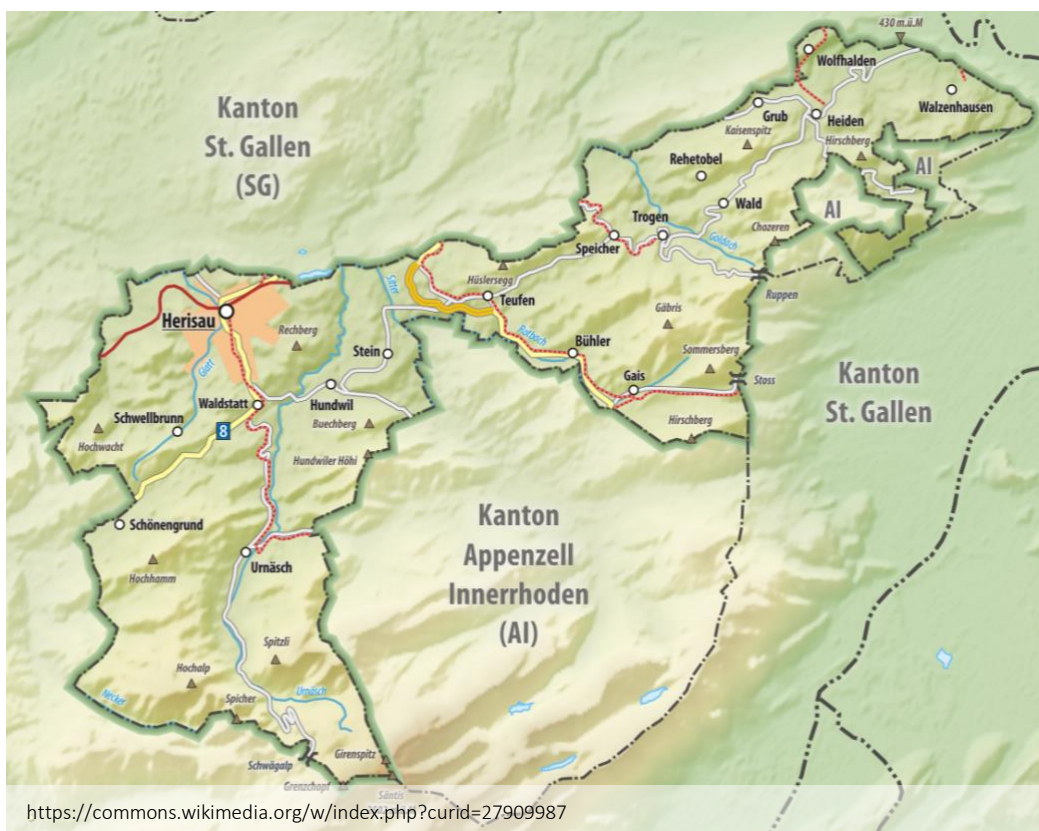 430 m.ü.M
Wolfhalden
Kanton
St. Gallen
(SG)
Walzenhausen
Grub
Heiden
Kaisenspitz
Hirschberg
Rehetobel
AI
Wald
AI
Trogen
Chozeren
Speicher
Goldach
Sitter
Hüslersegg
Teufen
Ruppen
Gäbris
Herisau
Rechberg
Rotbach
Bühler
Stein
Sommersberg
Glatt
Gais
Stoss
Kanton
St. Gallen
Waldstatt
Hundwil
Schwellbrunn
Buechberg
Hirschberg
8
Hochwacht
Hundwiler Höhi
Kanton
Appenzell
Innerrhoden
(AI)
Schönengrund
Urnäsch
Hochhamm
Spitzli
Hochalp
Necker
Spicher
Urnäsch
Girenspitz
Schwägalp
Grenzchopf
Säntis
https://commons.wikimedia.org/w/index.php?curid=27909987